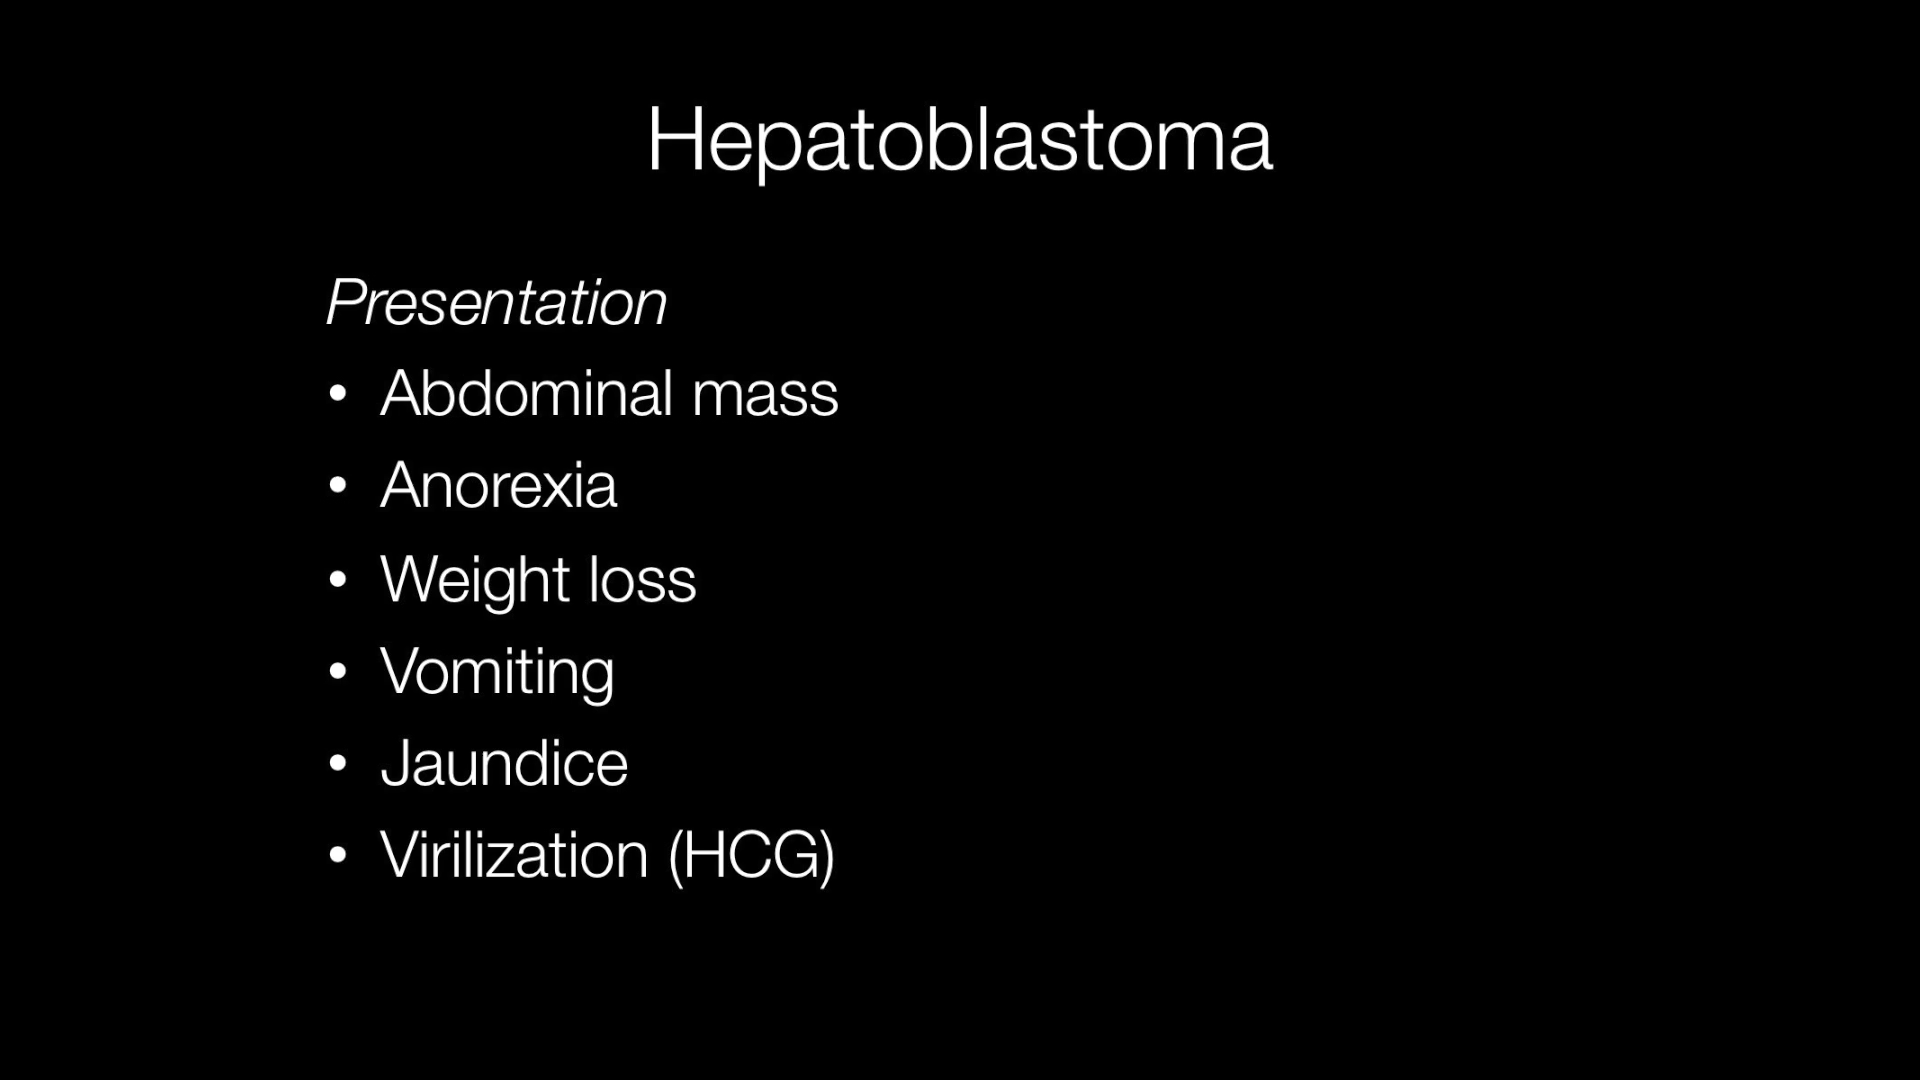 Hepatoblastoma
Presentation
• Abdominal mass
• Anorexia
• Weight loss
• Vomiting
• Jaundice
• Virilization (HCG)